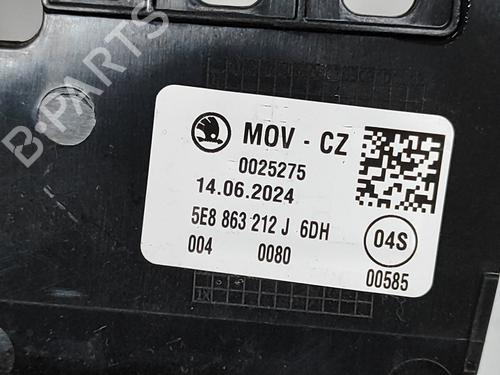 B-PARTS
MOV - CZ
0025275
14.06.2024
5E8 863 212 J 6DH
04S
004 0080
00585